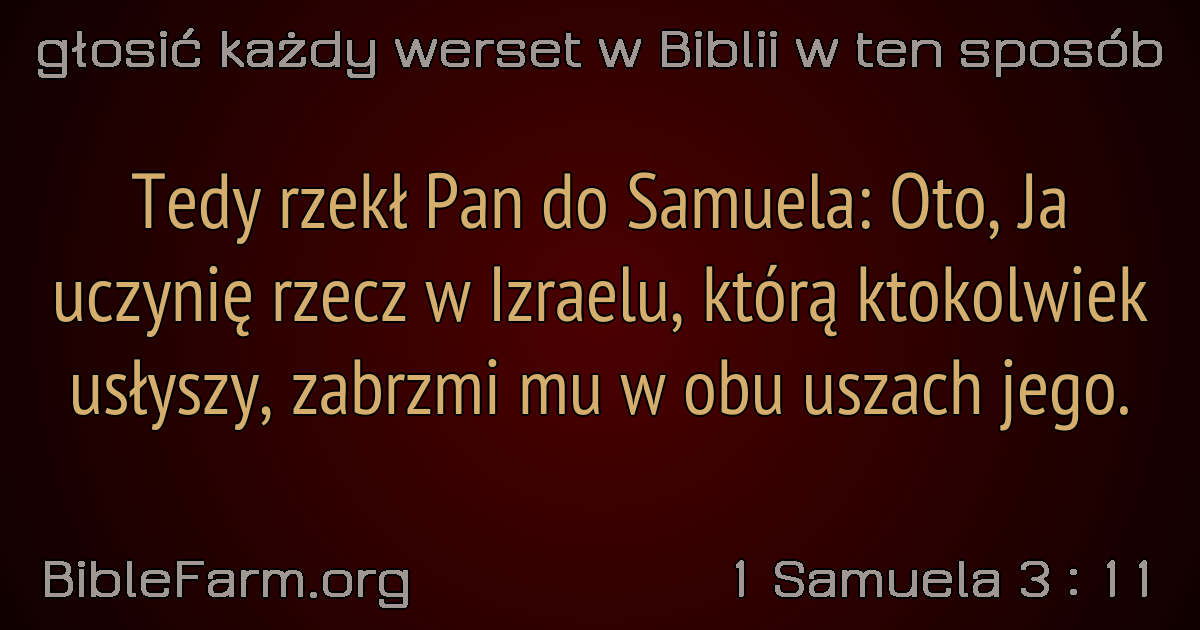 głosić każdy werset w Biblii w ten sposób
Tedy rzekł Pan do Samuela: Oto, Ja
uczynię rzecz w Izraelu, którą ktokolwiek
usłyszy, zabrzmi mu w obu uszach jego.
BibleFarm.org
1 Samuela 3 : 11